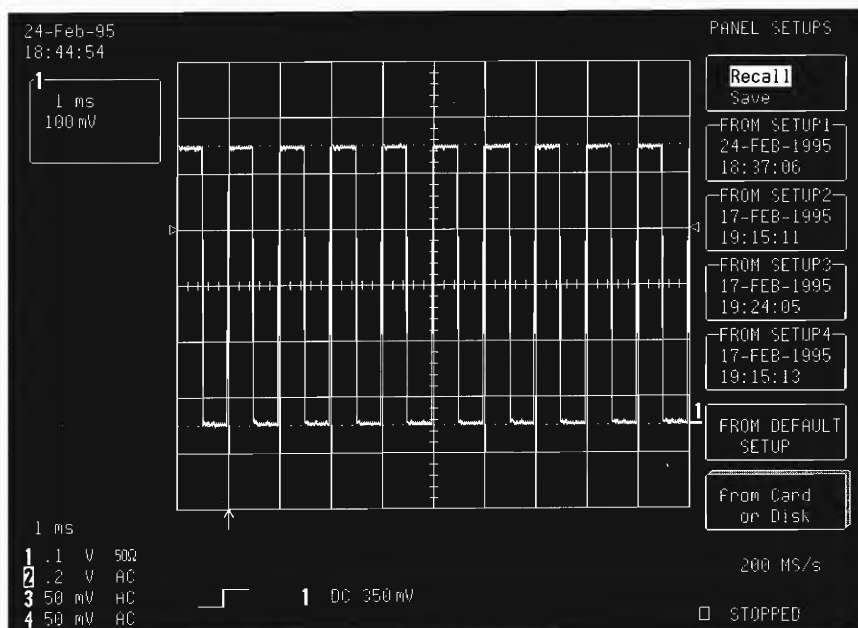 24-Feb-95
18:44:54
1
1 ms
100 mV
PANEL SETUPS
Recall
Save
FROM SETUP1
24-FEB-1995
18:37:06
FROM SETUP2
17-FEB-1995
19:15:11
FROM SETUP3
17-FEB-1995
19:24:05
FROM SETUP4
17-FEB-1995
19:15:13
1
FROM DEFAULT
SETUP
From Card
or Disk
1 ms
1 .1 V 50Ω
2 .2 V AC
3 50 mV AC
4 50 mV AC
1 DC 350 mV
200 MS/s
STOPPED